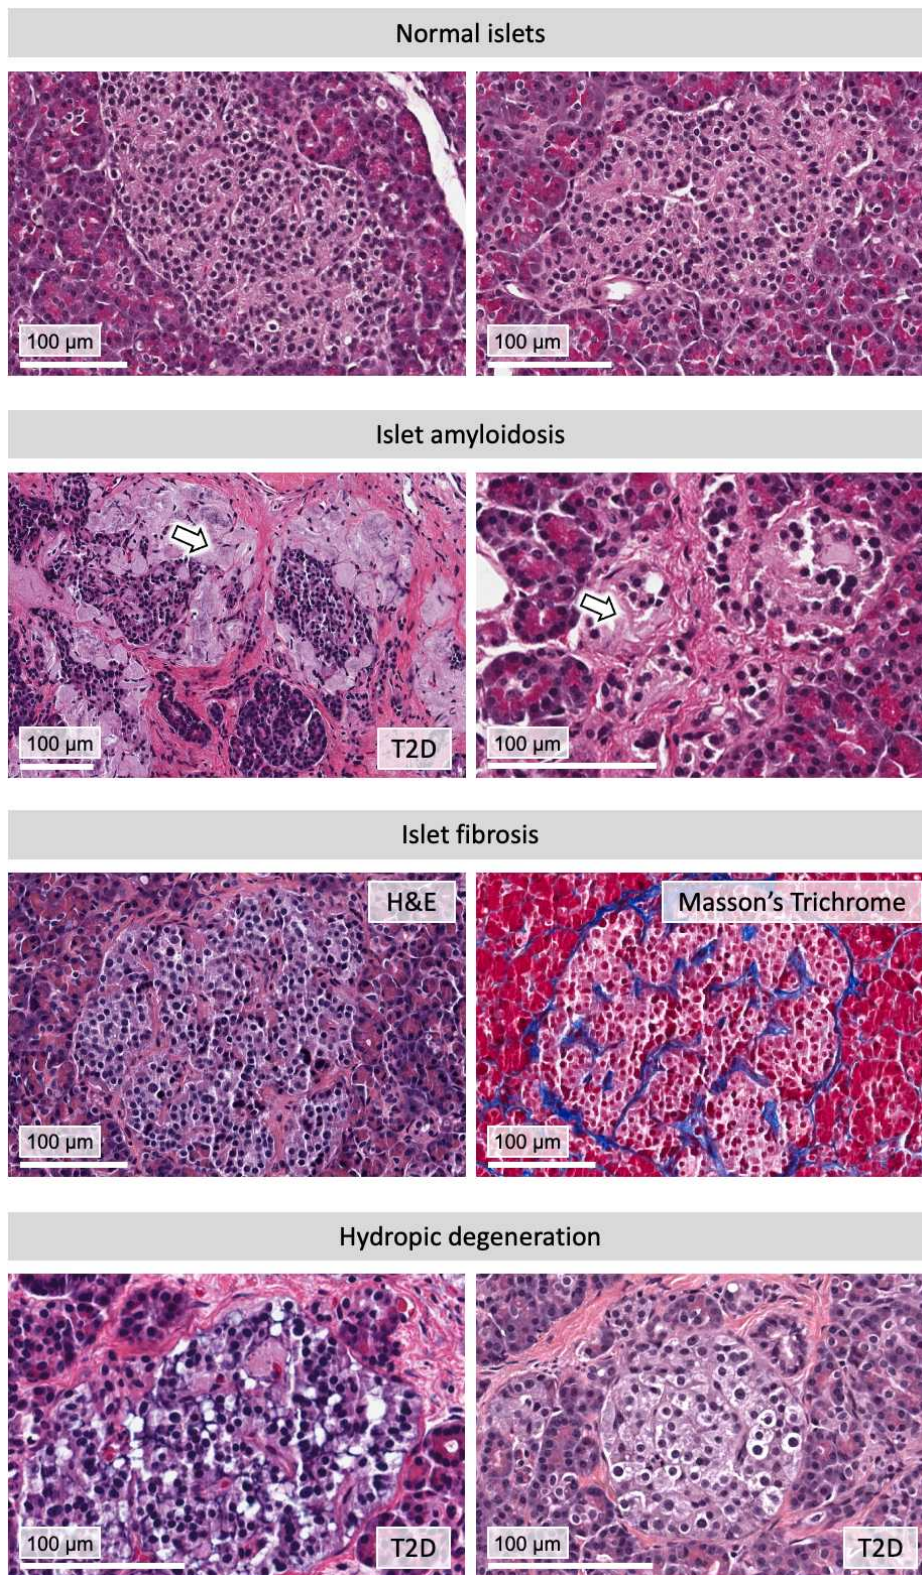 Normal islets
100 µm
100 µm
Islet amyloidosis
100 µm
T2D
100 µm
Islet fibrosis
H&E
Masson's Trichrome
100 µm
100 µm
Hydropic degeneration
100 µm
T2D
100 µm
T2D